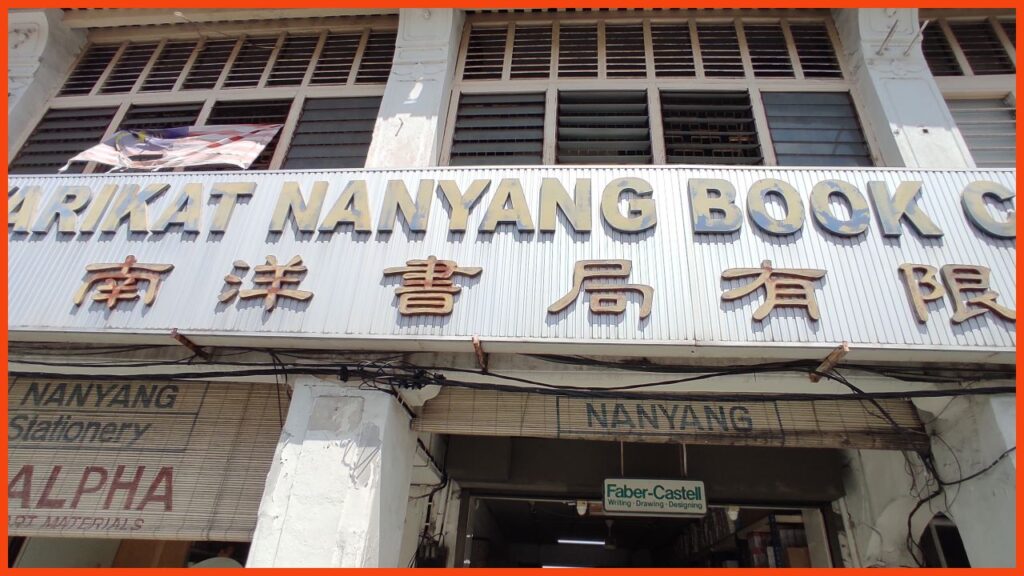 ARIKAT NANYANG BOOK C
南洋書局有限
NANYANG
Stationery
ALPHA
ART MATERIALS
NANYANG
Faber-Castell
Writing · Drawing · Designing